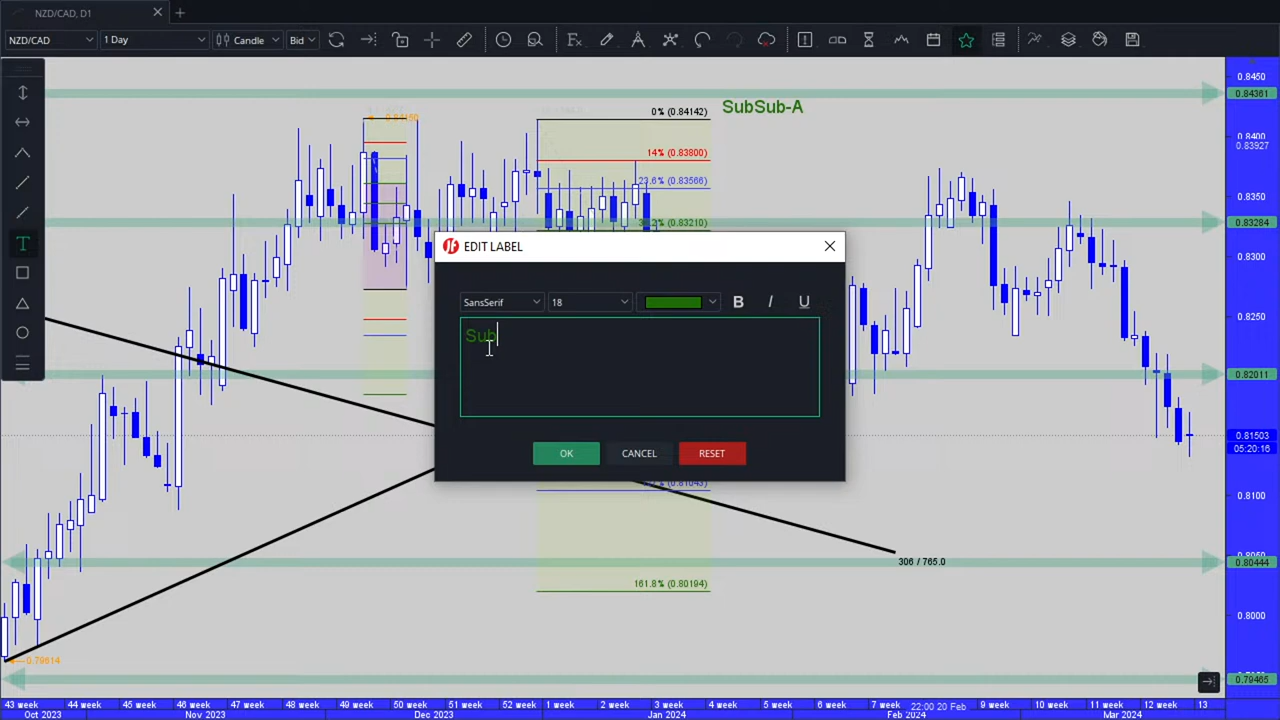 NZD/CAD, D1
NZD/CAD
1 Day
Candle
Bid
Fx
0.8450
0.84361
0.8400
0.83927
0.8350
0.83284
0.8300
0.8250
0.82011
0.81503
05:20:16
0.8100
0.80444
0.8000
0.79465
SubSub-A
0% (0.84142)
14% (0.83800)
23.6% (0.83566)
38.2% (0.83210)
EDIT LABEL
SansSerif
18
B
I
U
Sub
OK
CANCEL
RESET
161.8% (0.80194)
306 / 765.0
0.79614
43 week
44 week
45 week
46 week
47 week
48 week
49 week
50 week
51 week
52 week
1 week
2 week
3 week
4 week
5 week
6 week
7 week
22:00 20 Feb
9 week
10 week
11 week
12 week
13
Oct 2023
Nov 2023
Dec 2023
Jan 2024
Feb 2024
Mar 2024